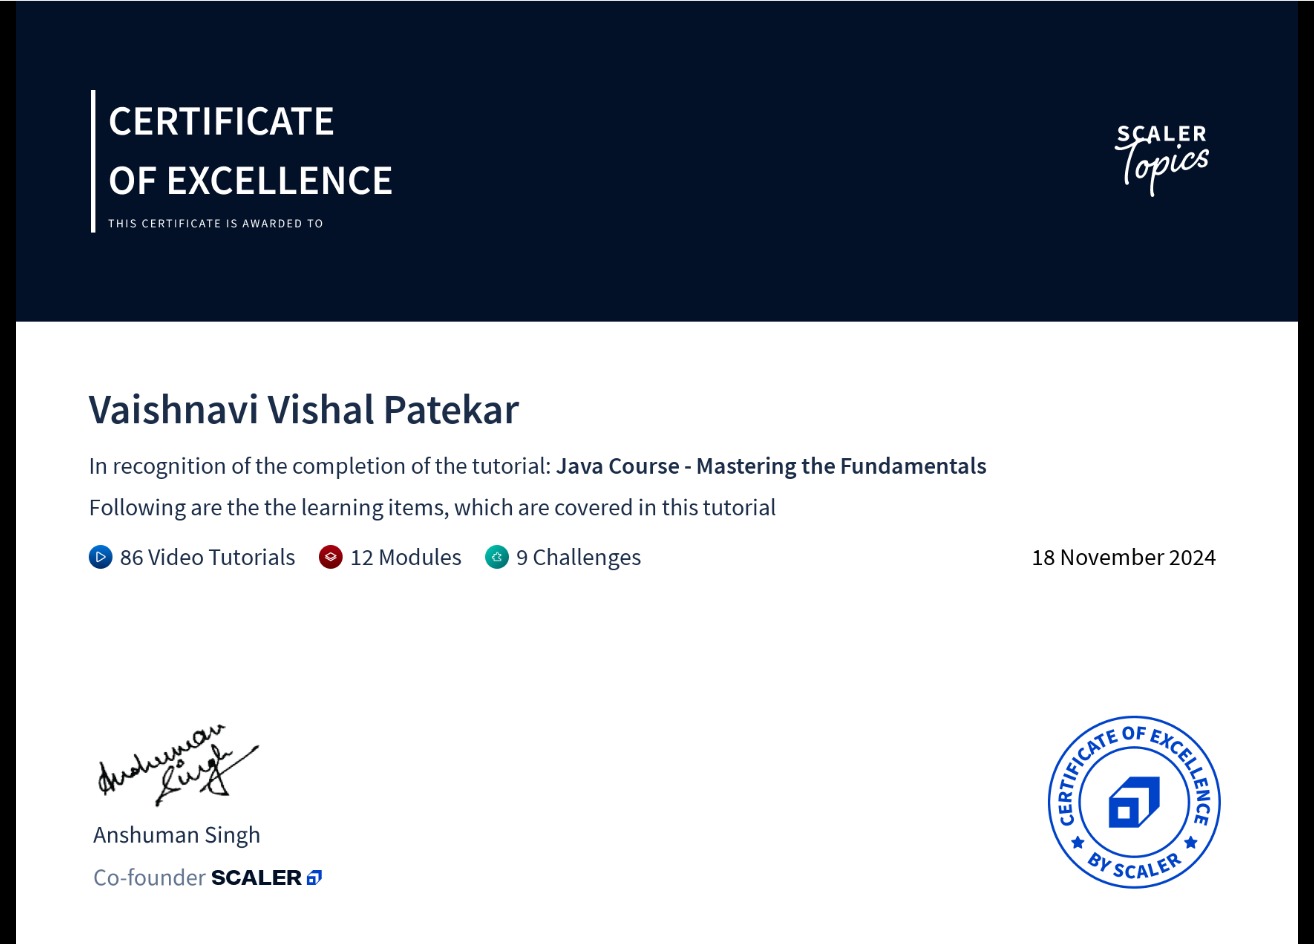 CERTIFICATE
OF EXCELLENCE
THIS CERTIFICATE IS AWARDED TO
SCALER
Topics
Vaishnavi Vishal Patekar
In recognition of the completion of the tutorial: Java Course - Mastering the Fundamentals
Following are the the learning items, which are covered in this tutorial
86 Video Tutorials 12 Modules 9 Challenges 18 November 2024
Anshuman
Singh
Anshuman Singh
Co-founder SCALER
CERTIFICATE OF EXCELLENCE
BY SCALER